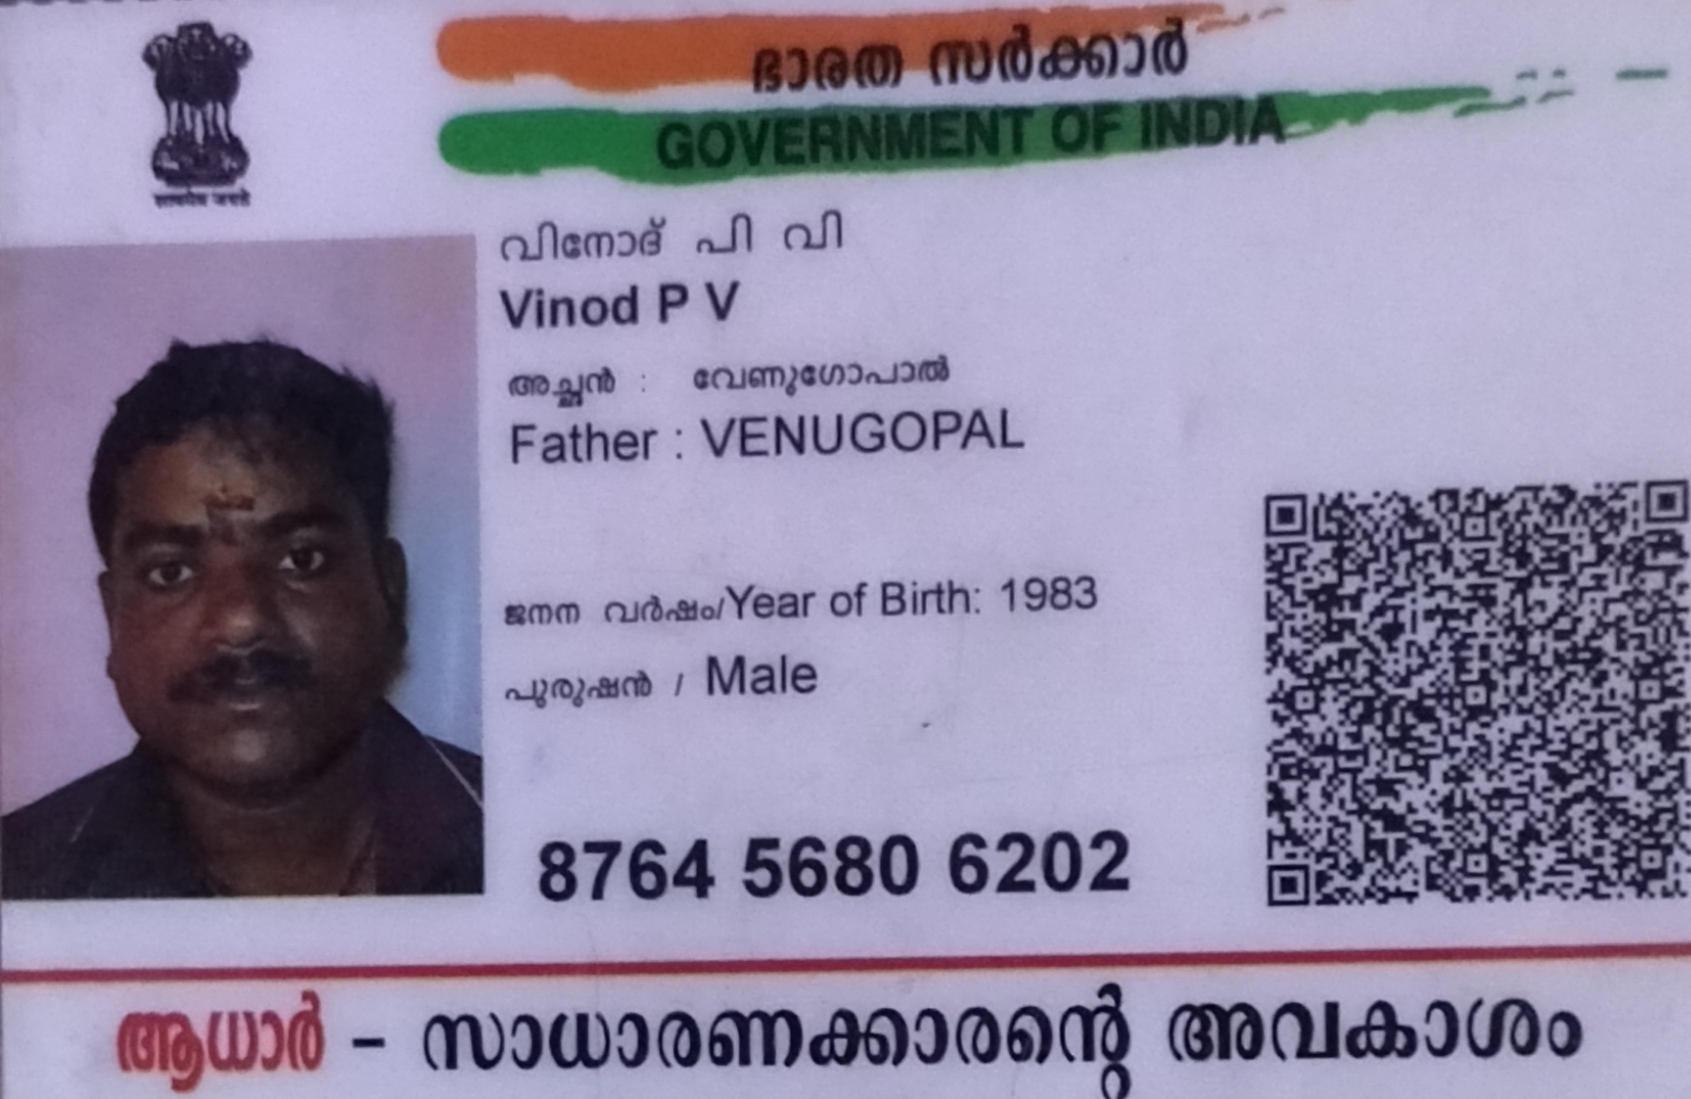 ഭാരത സർക്കാർ
GOVERNMENT OF INDIA
सत्यमेव जयते
വിനോദ് പി വി
Vinod P V
അച്ഛൻ : വേണുഗോപാൽ
Father : VENUGOPAL
ജനന വർഷം/Year of Birth: 1983
പുരുഷൻ / Male
8764 5680 6202
ആധാർ - സാധാരണക്കാരന്റെ അവകാശം